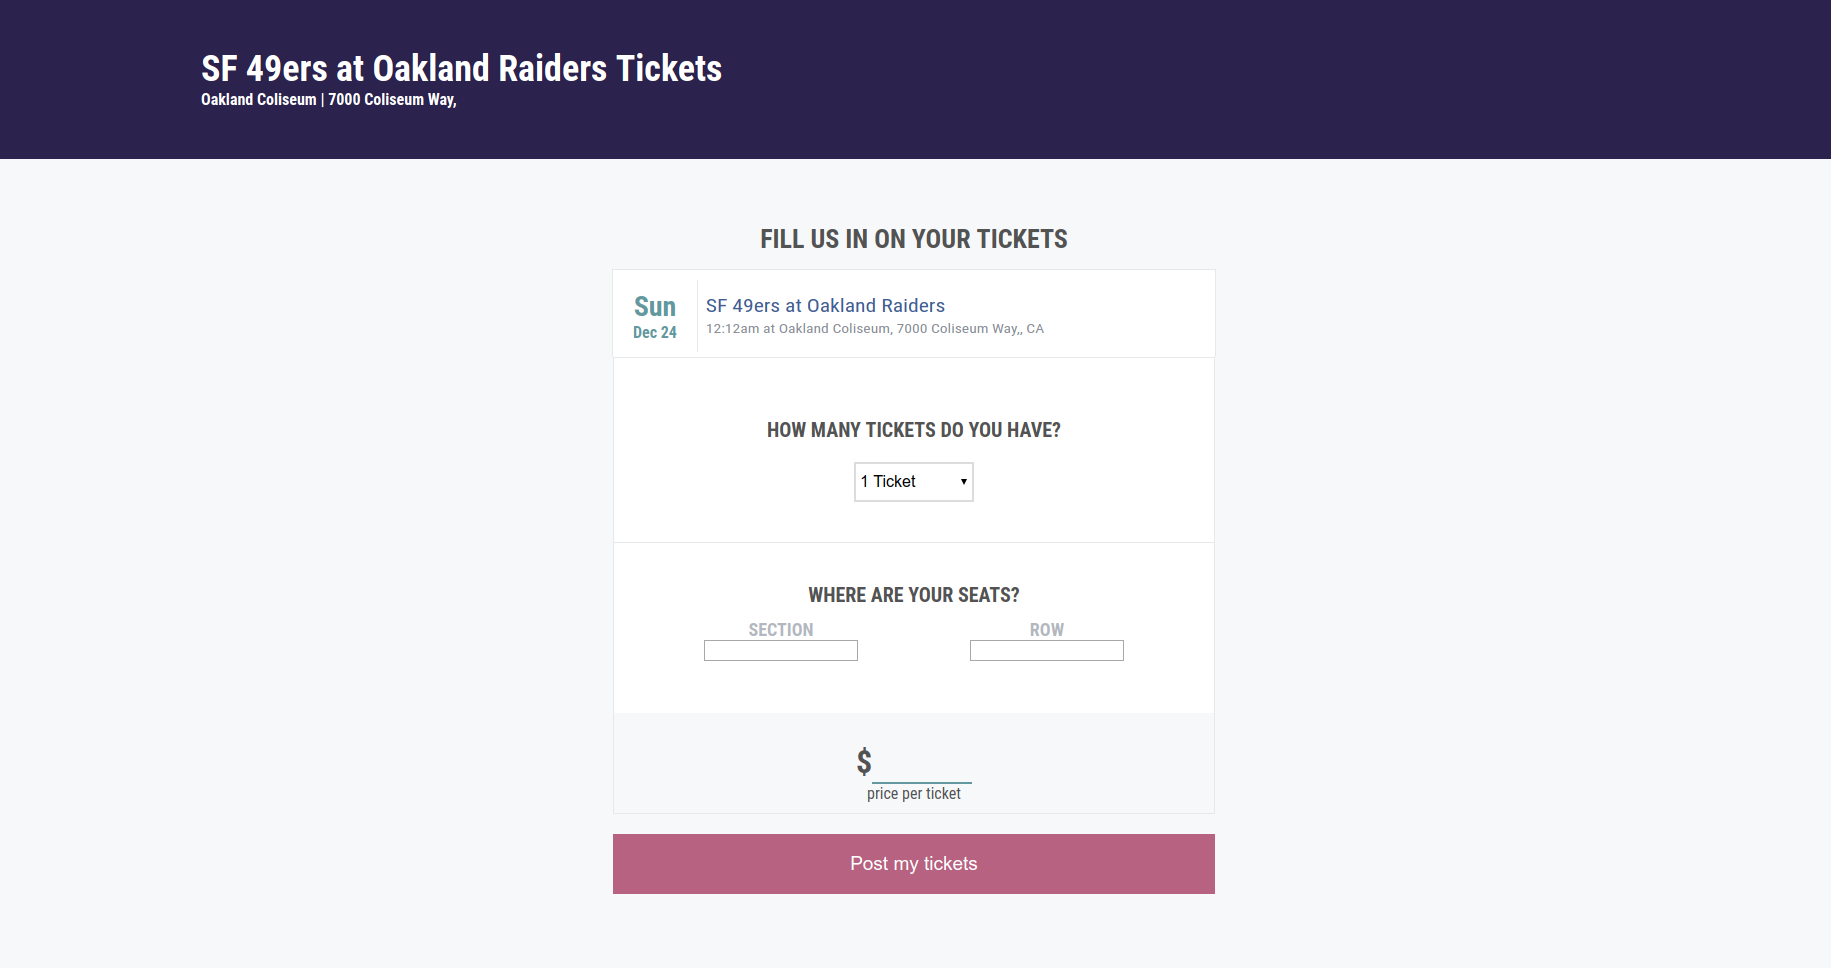 SF 49ers at Oakland Raiders Tickets
Oakland Coliseum | 7000 Coliseum Way,
FILL US IN ON YOUR TICKETS
Sun
Dec 24
SF 49ers at Oakland Raiders
12:12am at Oakland Coliseum, 7000 Coliseum Way,, CA
HOW MANY TICKETS DO YOU HAVE?
1 Ticket
WHERE ARE YOUR SEATS?
SECTION ROW
$
price per ticket
Post my tickets